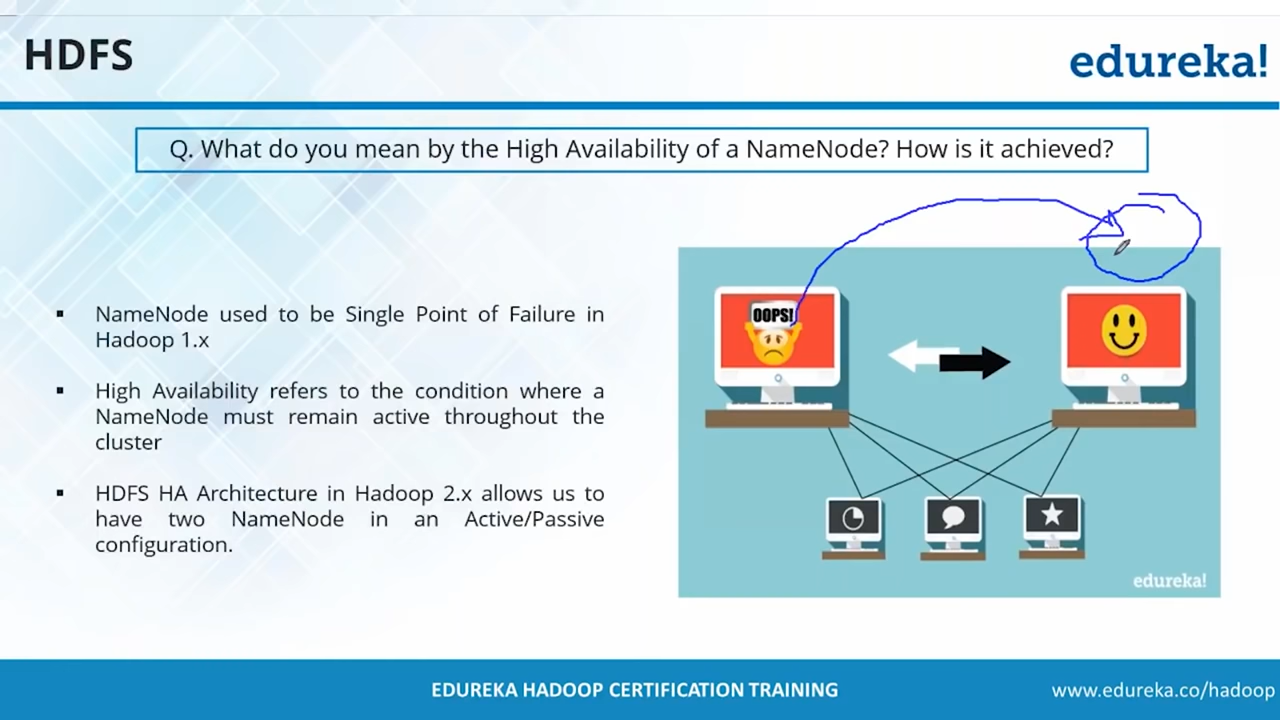 HDFS
edureka!
Q. What do you mean by the High Availability of a NameNode? How is it achieved?
▪ NameNode used to be Single Point of Failure in
Hadoop 1.x
▪ High Availability refers to the condition where a
NameNode must remain active throughout the
cluster
▪ HDFS HA Architecture in Hadoop 2.x allows us to
have two NameNode in an Active/Passive
configuration.
OOPS!
edureka!
EDUREKA HADOOP CERTIFICATION TRAINING
www.edureka.co/hadoop